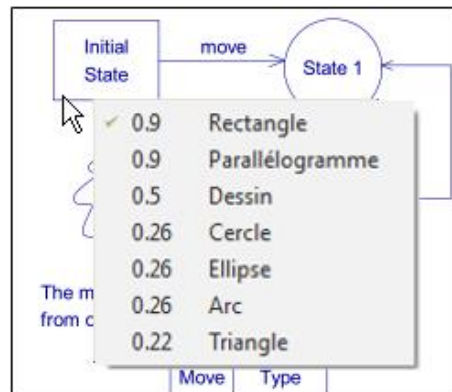 Initial
State
move
State 1
✓ 0.9 Rectangle
0.9 Parallélogramme
0.5 Dessin
0.26 Cercle
0.26 Ellipse
0.26 Arc
0.22 Triangle
The m
from
Move Type